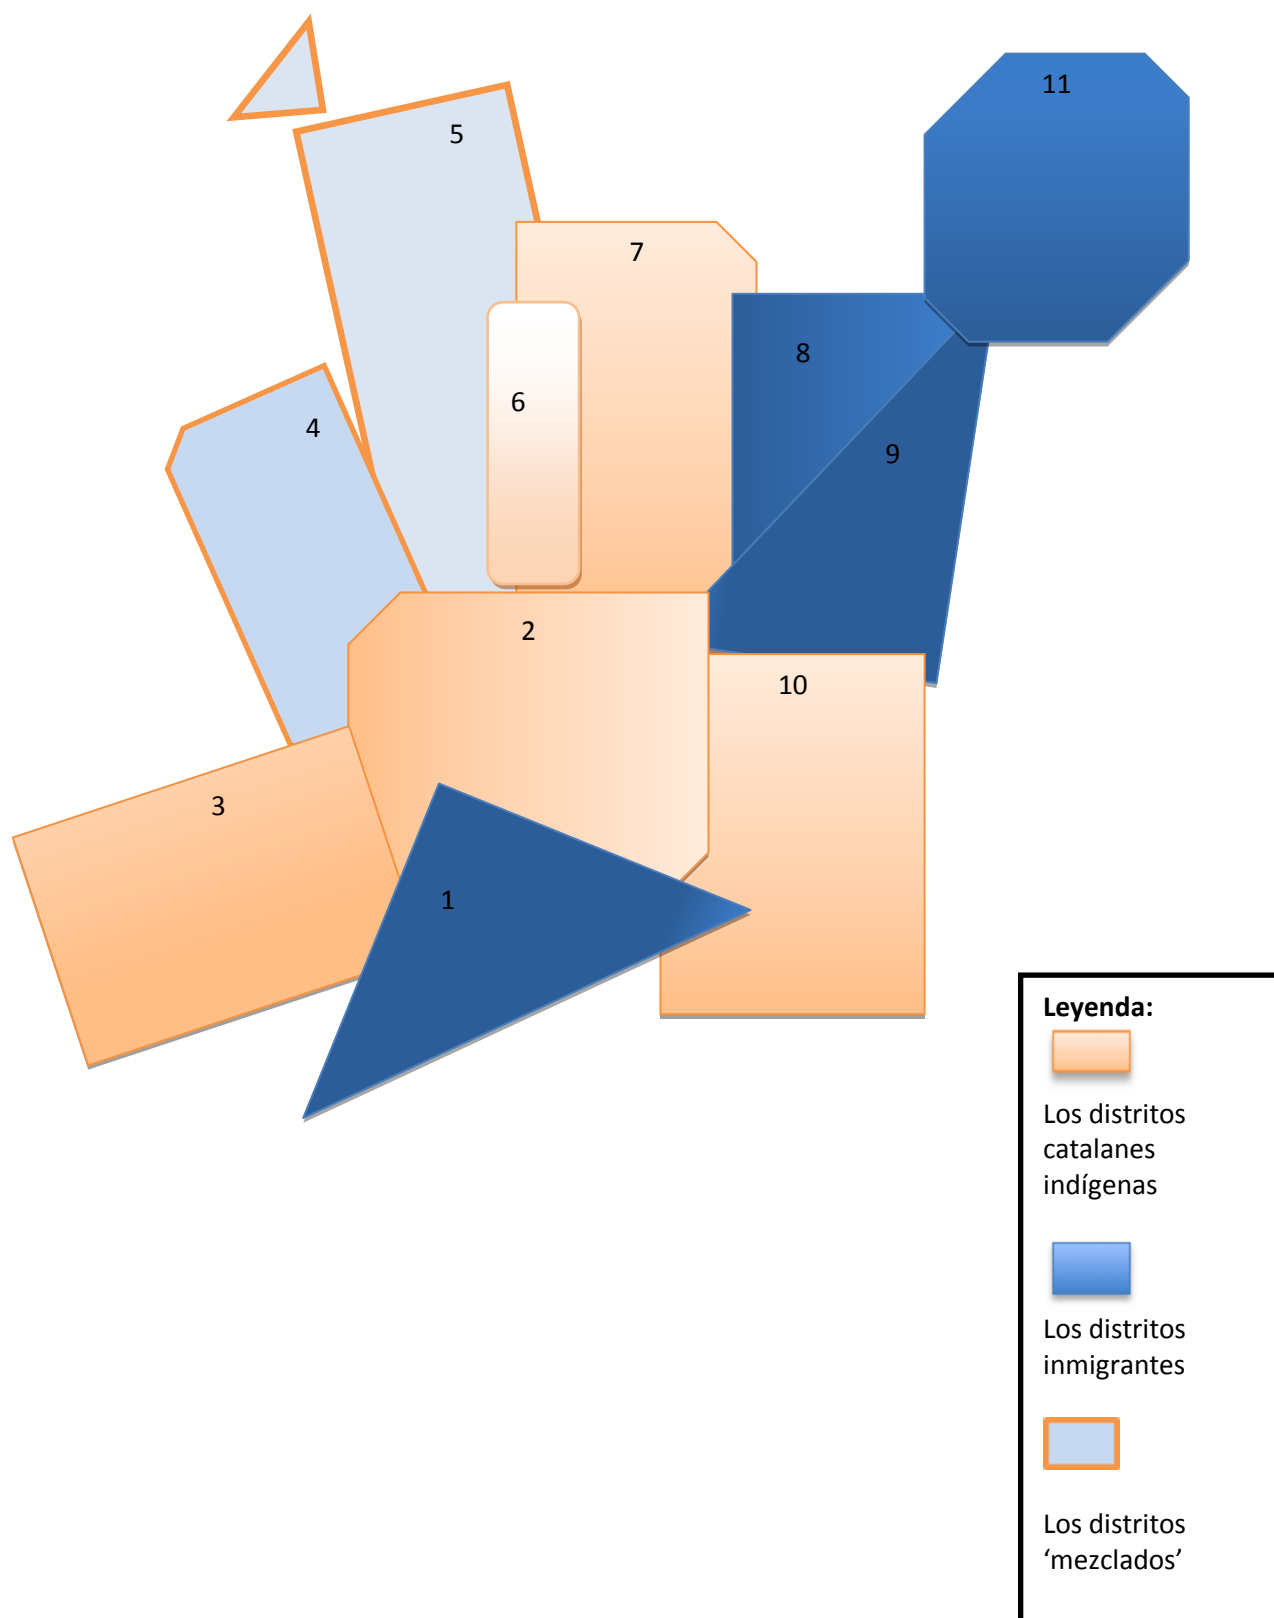 11
5
7
8
6
4
9
2
10
3
1
Leyenda:
Los distritos
catalanes
indígenas
Los distritos
inmigrantes
Los distritos
‘mezclados’